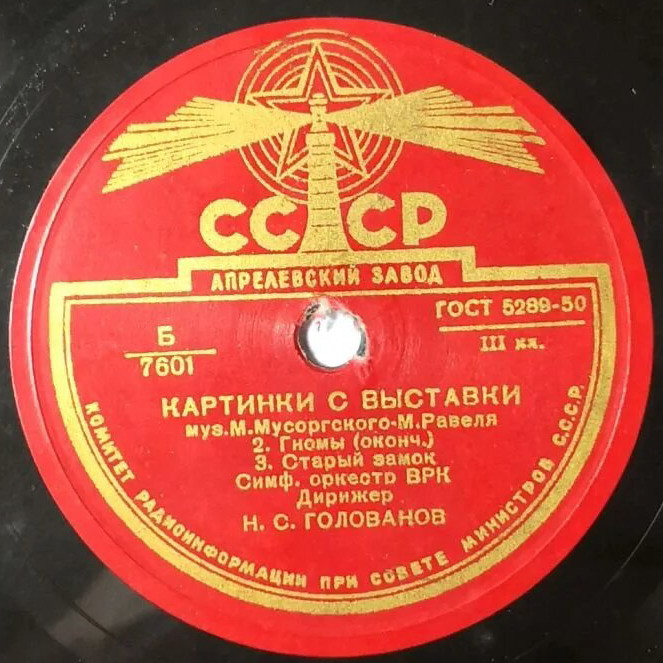 СССР
АПРЕЛЕВСКИЙ ЗАВОД
ГОСТ 5289-50
Б
7601
III кл.
КАРТИНКИ С ВЫСТАВКИ
муз.М.Мусоргского-М.Равеля
2. Гномы (оконч.)
3. Старый замок
Симф. оркестр ВРК
Дирижер
Н. С. ГОЛОВАНОВ
КОМИТЕТ РАДИОИНФОРМАЦИИ ПРИ СОВЕТЕ МИНИСТРОВ С.С.С.Р.